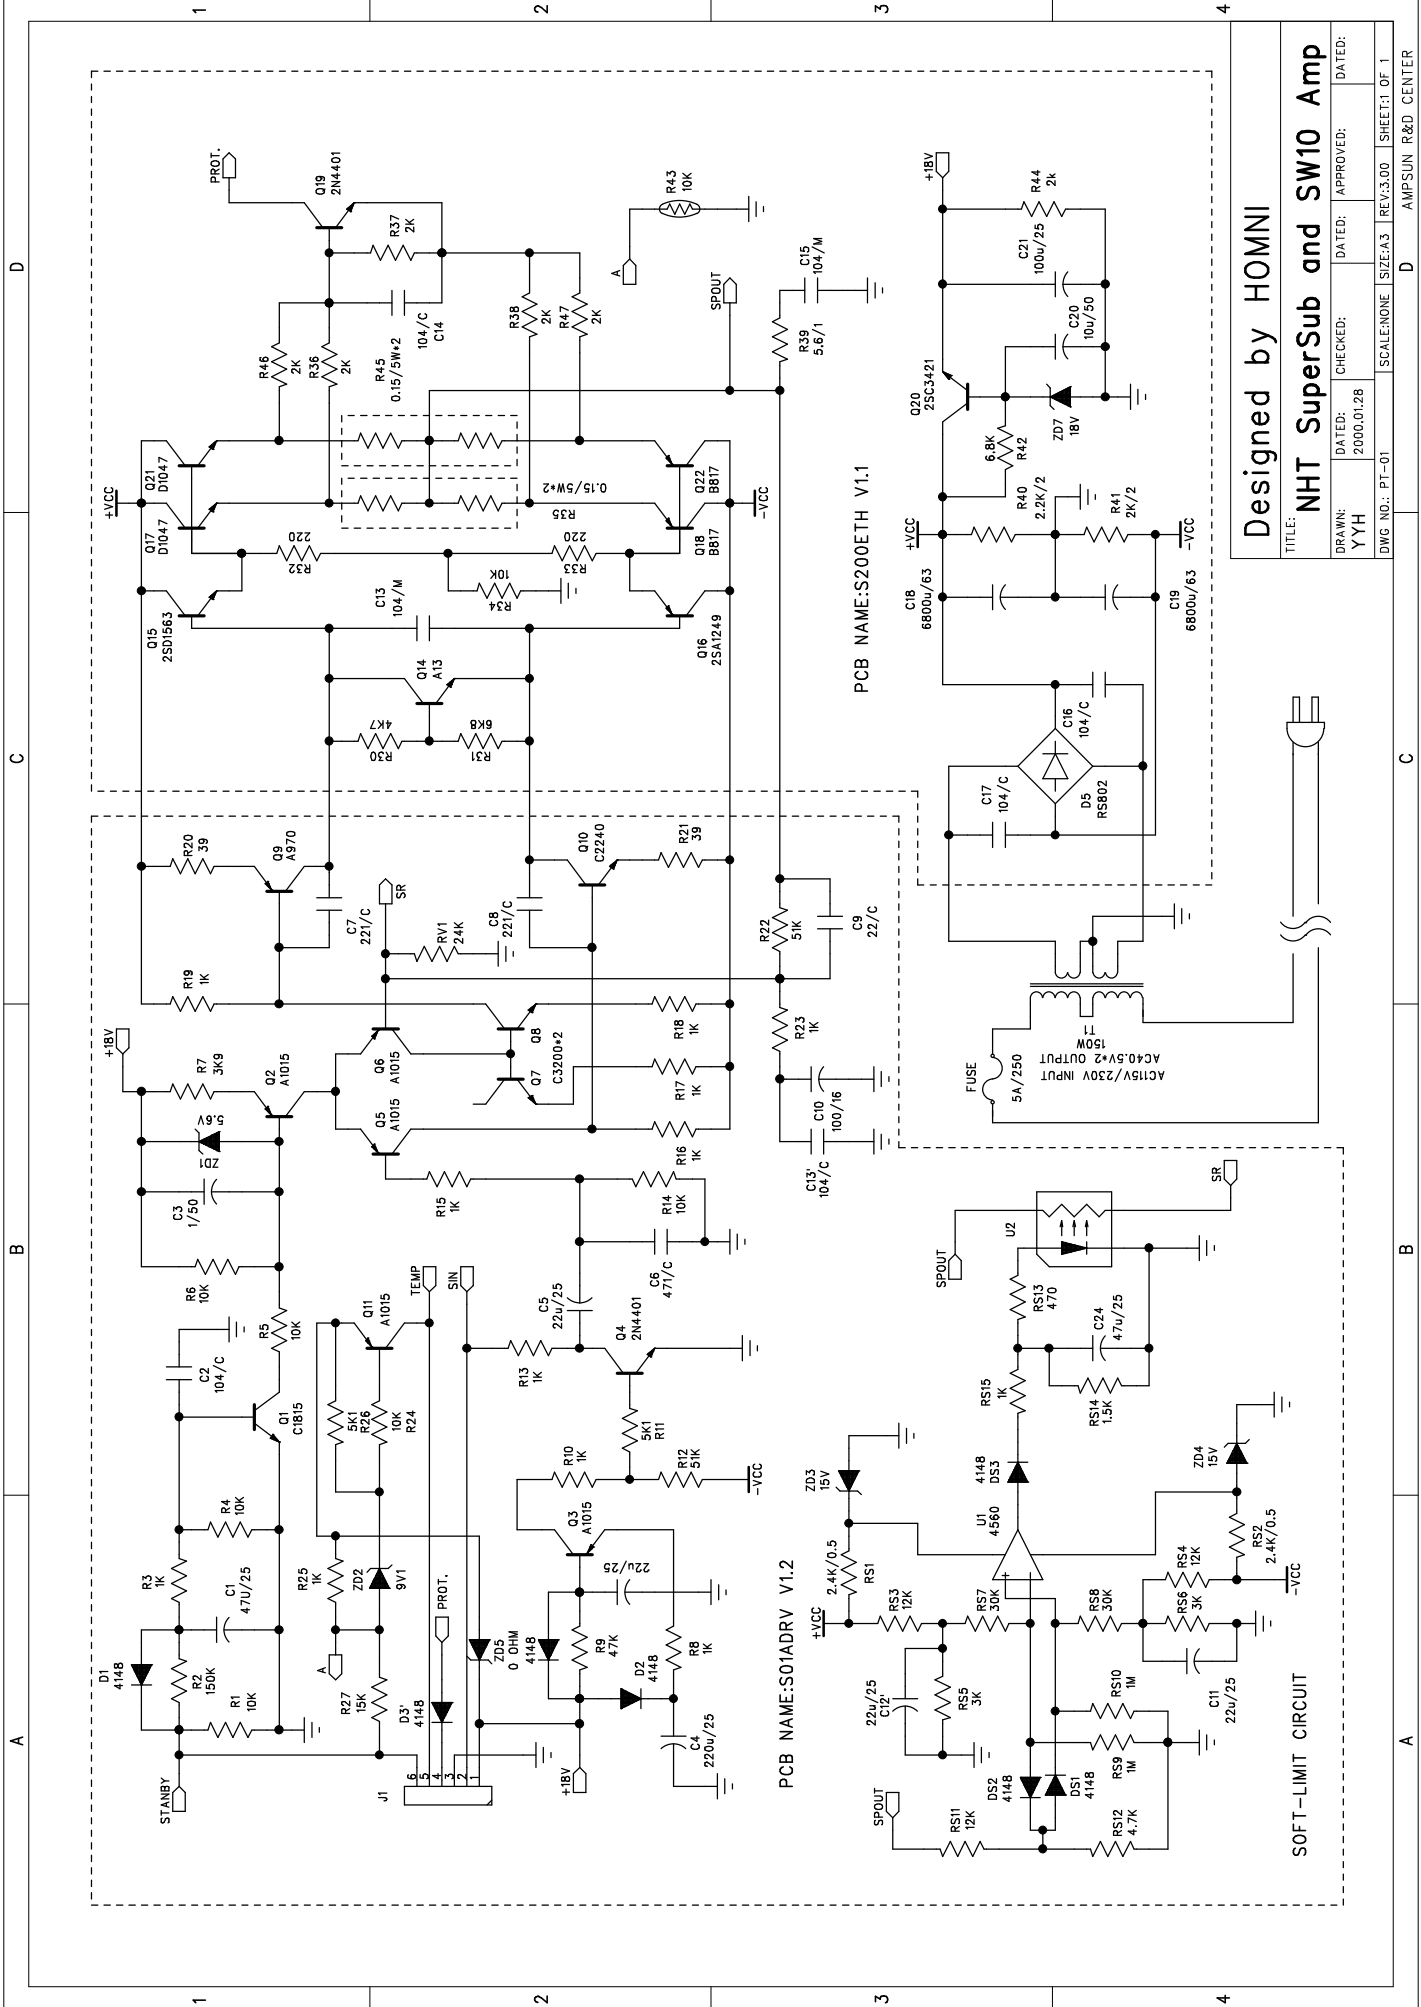 1
2
3
4
A
B
C
D
STANDBY
D1
4148
R2
150K
R1
10K
R3
1K
C1
47U/25
R4
10K
C2
104/C
Q1
C1815
R5
10K
R6
10K
C3
1/50
ZD1
5.6V
R7
3K9
+18V
Q2
A1015
R19
1K
R20
39
Q9
A970
C7
221/C
SR
RV1
24K
C8
221/C
Q10
C2240
R21
39
Q5
A1015
Q6
A1015
Q7
Q8
C3200*2
R15
1K
R14
10K
R16
1K
R17
1K
R18
1K
R22
51K
C9
22/C
R23
1K
C10
100/16
C13'
104/C
A
R25
1K
R27
15K
ZD2
9V1
5K1
R26
10K
R24
Q11
A1015
TEMP
SIN
J1
6
5
4
3
2
1
D3'
4148
PROT.
ZD5
0 OHM
4148
R9
47K
22u/25
Q3
A1015
D2
4148
R8
1K
C4
220u/25
+18V
R10
1K
5K1
R11
R12
51K
-VCC
R13
1K
Q4
2N4401
C5
22u/25
C6
471/C
PCB NAME:S01ADRV V1.2
+VCC
2.4K/0.5
RS1
ZD3
15V
RS3
12K
RS7
30K
22u/25
C12'
RS5
3K
U1
4560
4148
DS3
RS15
1K
RS13
470
RS14
1.5K
C24
47u/25
U2
SPOUT
SR
ZD4
15V
RS2
2.4K/0.5
-VCC
RS4
12K
RS6
3K
RS8
30K
C11
22u/25
RS10
1M
RS9
1M
DS2
4148
DS1
4148
SPOUT
RS11
12K
RS12
4.7K
SOFT-LIMIT CIRCUIT
+VCC
Q15
2SD1563
Q17
D1047
Q21
D1047
R32
220
R33
220
R34
10K
C13
104/M
Q14
A13
R30
4K7
R31
6K8
Q16
2SA1249
Q18
B817
Q22
B817
-VCC
R35
0.15/5W*2
R45
0.15/5W*2
R46
2K
R36
2K
R37
2K
104/C
C14
R38
2K
R47
2K
Q19
2N4401
PROT.
A
R43
10K
SPOUT
R39
5.6/1
C15
104/M
PCB NAME:S200ETH V1.1
+VCC
C18
6800u/63
C19
6800u/63
-VCC
R40
2.2K/2
R41
2K/2
6.8K
R42
Q20
2SC3421
ZD7
18V
C20
10u/50
C21
100u/25
R44
2k
+18V
C16
104/C
C17
104/C
D5
RS802
FUSE
5A/250
T1
150W
AC40.5V*2 OUTPUT
AC115V/230V INPUT
Designed by HOMNI
TITLE:
NHT SuperSub and SW10 Amp
DRAWN:
YYH
DATED:
2000.01.28
CHECKED:
DATED:
APPROVED:
DATED:
DWG NO.: PT-01
SCALE:NONE
SIZE:A3
REV:3.00
SHEET:1 OF 1
AMPSUN R&D CENTER
1
2
3
4
A
B
C
D